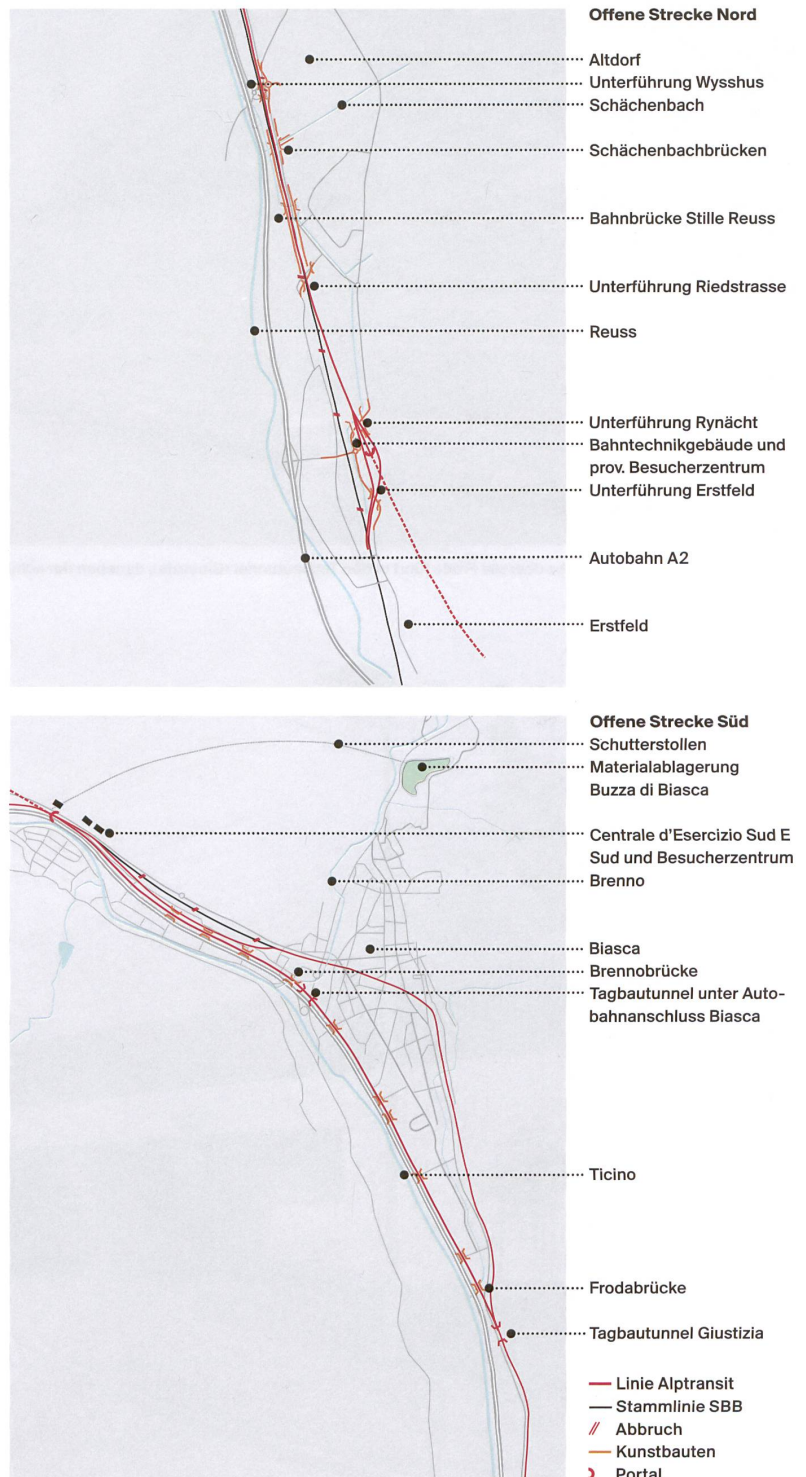 Offene Strecke Nord
Altdorf
Unterführung Wysshus
Schächenbach
Schächenbachbrücken
Bahnbrücke Stille Reuss
Unterführung Riedstrasse
Reuss
Unterführung Rynächt
Bahntechnikgebäude und
prov. Besucherzentrum
Unterführung Erstfeld
Autobahn A2
Erstfeld
Offene Strecke Süd
Schutterstollen
Materialablagerung
Buzza di Biasca
Centrale d'Esercizio Sud E
Sud und Besucherzentrum
Brenno
Biasca
Brennobrücke
Tagbautunnel unter Auto-
bahnanschluss Biasca
Ticino
Frodabrücke
Tagbautunnel Giustizia
Linie Alptransit
Stammlinie SBB
Abbruch
Kunstbauten
Portal